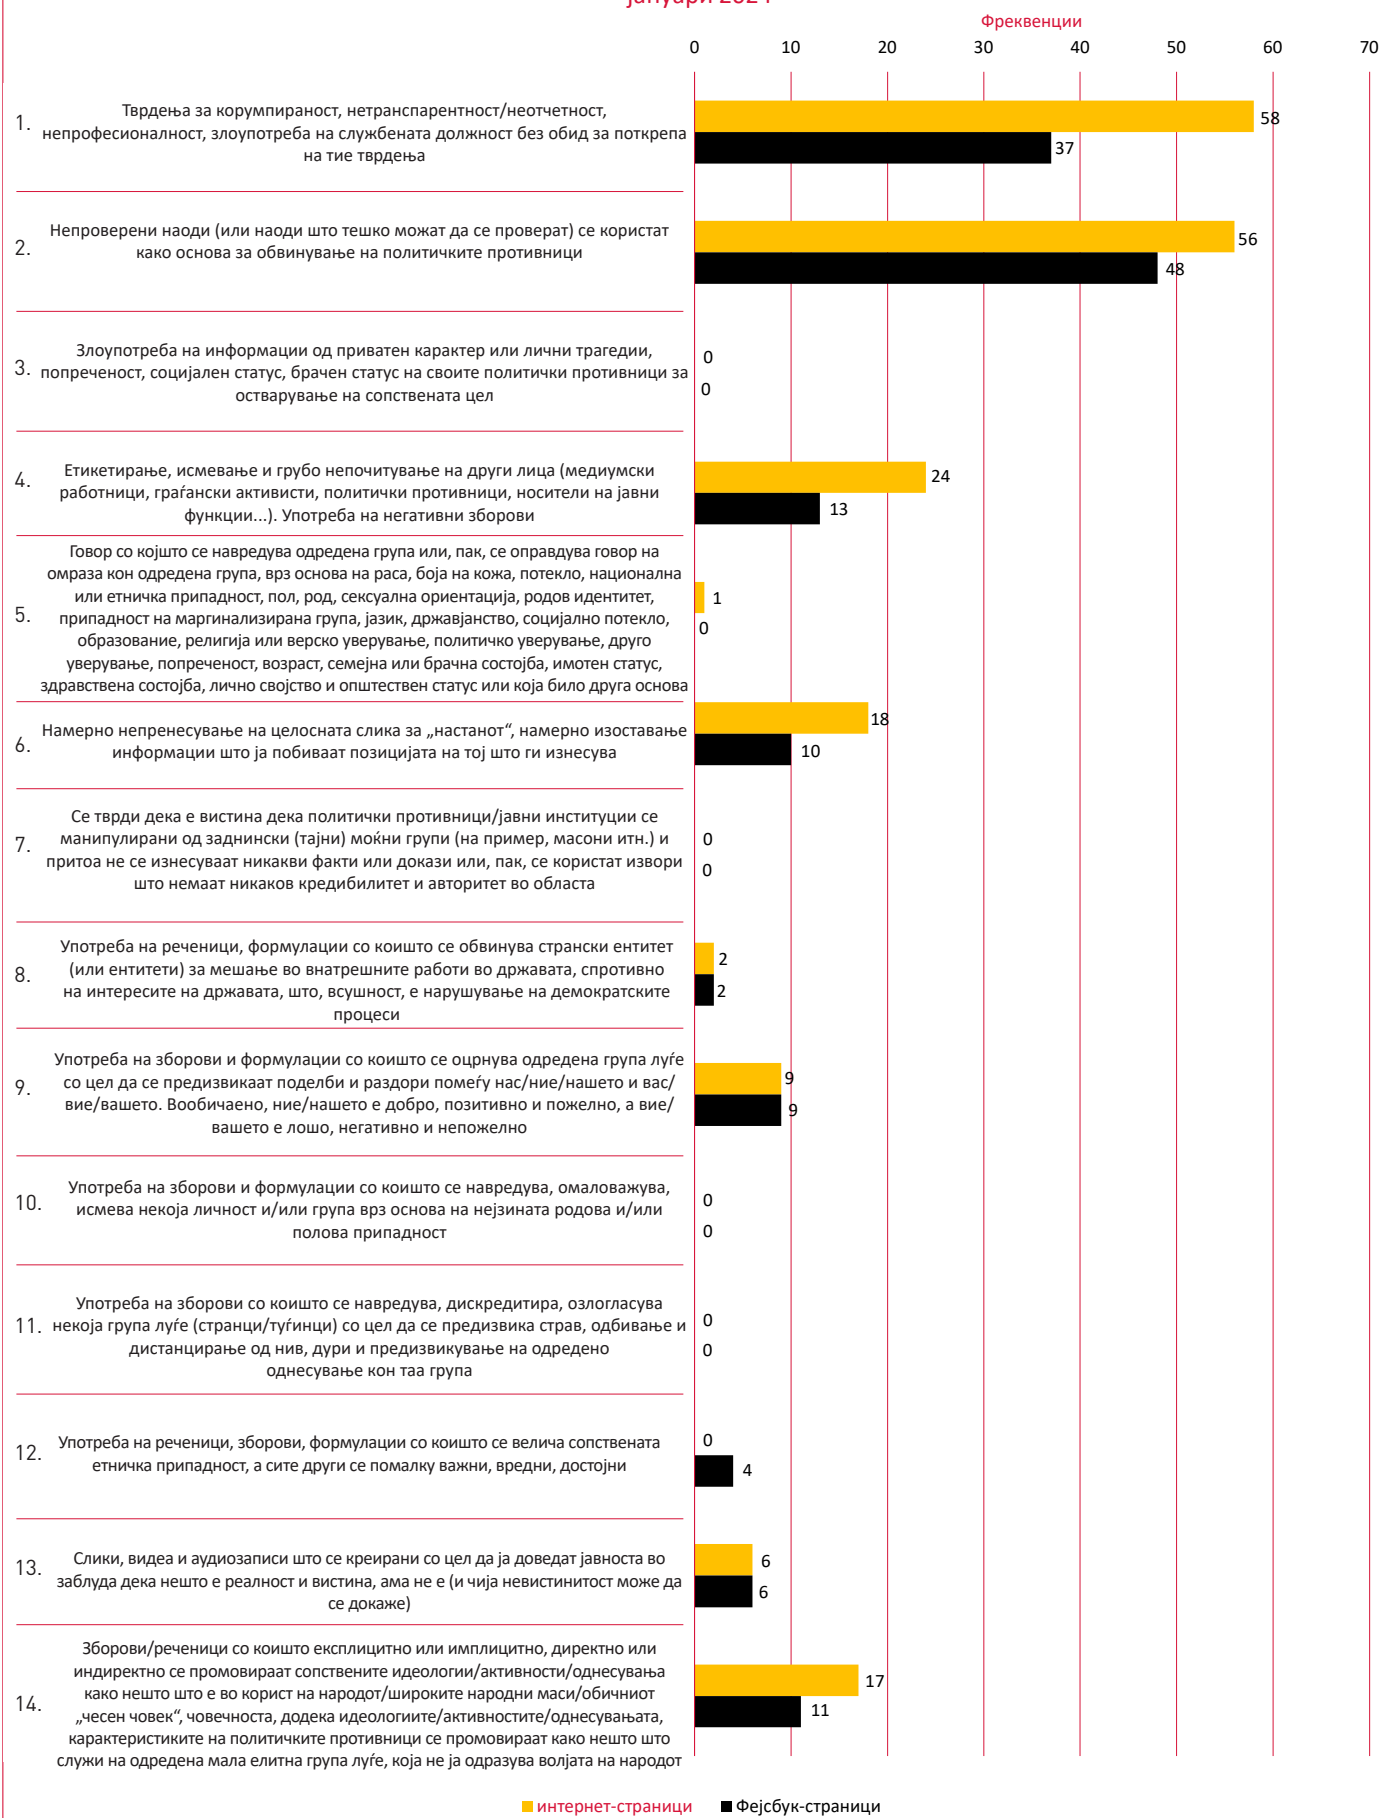 јануари 2024
Фреквенции
0 10 20 30 40 50 60 70
1. Тврдења за корумпираност, нетранспарентност/неотчетност,
непрофесионалност, злоупотреба на службената должност без обид за поткрепа
на тие тврдења
58
37
2. Непроверени наоди (или наоди што тешко можат да се проверат) се користат
како основа за обвинување на политичките противници
56
48
3. Злоупотреба на информации од приватен карактер или лични трагедии,
попреченост, социјален статус, брачен статус на своите политички противници за
остварување на сопствената цел
0
0
4. Етикетирање, исмевање и грубо непочитување на други лица (медиумски
работници, граѓански активисти, политички противници, носители на јавни
функции...). Употреба на негативни зборови
24
13
5. Говор со којшто се навредува одредена група или, пак, се оправдува говор на
омраза кон одредена група, врз основа на раса, боја на кожа, потекло, национална
или етничка припадност, пол, род, сексуална ориентација, родов идентитет,
припадност на маргинализирана група, јазик, државјанство, социјално потекло,
образование, религија или верско уверување, политичко уверување, друго
уверување, попреченост, возраст, семејна или брачна состојба, имотен статус,
здравствена состојба, лично својство и општествен статус или која било друга основа
1
0
6. Намерно непренесување на целосната слика за „настанот“, намерно изоставање
информации што ја побиваат позицијата на тој што ги изнесува
18
10
7. Се тврди дека е вистина дека политички противници/јавни институции се
манипулирани од заднински (тајни) моќни групи (на пример, масони итн.) и
притоа не се изнесуваат никакви факти или докази или, пак, се користат извори
што немаат никаков кредибилитет и авторитет во областа
0
0
8. Употреба на реченици, формулации со коишто се обвинува странски ентитет
(или ентитети) за мешање во внатрешните работи во државата, спротивно
на интересите на државата, што, всушност, е нарушување на демократските
процеси
2
2
9. Употреба на зборови и формулации со коишто се оцрнува одредена група луѓе
со цел да се предизвикаат поделби и раздори помеѓу нас/ние/нашето и вас/
вие/вашето. Вообичаено, ние/нашето е добро, позитивно и пожелно, а вие/
вашето е лошо, негативно и непожелно
9
9
10. Употреба на зборови и формулации со коишто се навредува, омаловажува,
исмева некоја личност и/или група врз основа на нејзината родова и/или
полова припадност
0
0
11. Употреба на зборови со коишто се навредува, дискредитира, озлогласува
некоја група луѓе (странци/туѓинци) со цел да се предизвика страв, одбивање и
дистанцирање од нив, дури и предизвикување на одредено
однесување кон таа група
0
0
12. Употреба на реченици, зборови, формулации со коишто се велича сопствената
етничка припадност, а сите други се помалку важни, вредни, достојни
0
4
13. Слики, видеа и аудиозаписи што се креирани со цел да ја доведат јавноста во
заблуда дека нешто е реалност и вистина, ама не е (и чија невистинитост може да
се докаже)
6
6
14. Зборови/реченици со коишто експлицитно или имплицитно, директно или
индиректно се промовираат сопствените идеологии/активности/однесувања
како нешто што е во корист на народот/широките народни маси/обичниот
„чесен човек“, човечноста, додека идеологиите/активностите/однесувањата,
карактеристиките на политичките противници се промовираат како нешто што
служи на одредена мала елитна група луѓе, која не ја одразува волјата на народот
17
11
интернет-страници Фејсбук-страници